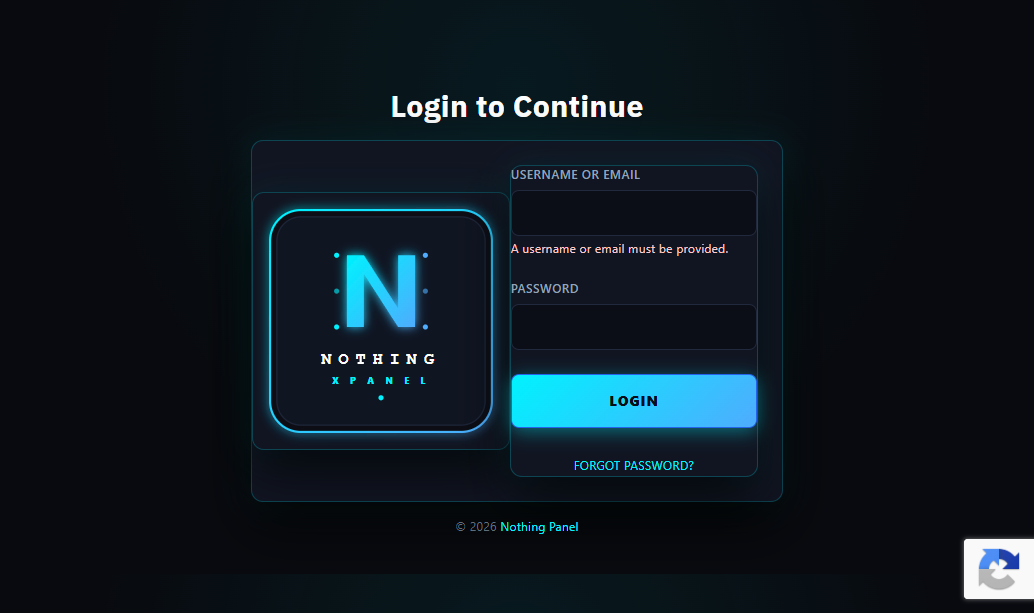 Login to Continue
N
NOTHING
XPANEL
USERNAME OR EMAIL
A username or email must be provided.
PASSWORD
LOGIN
FORGOT PASSWORD?
© 2026 Nothing Panel